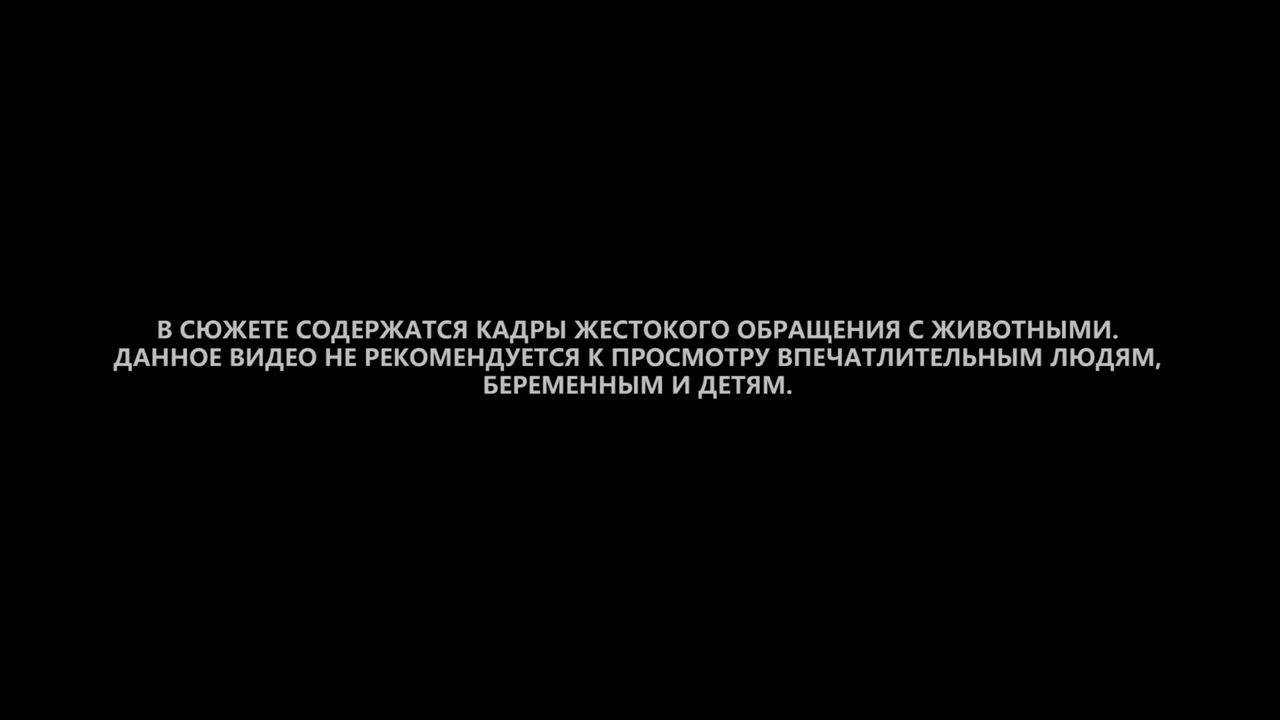 В СЮЖЕТЕ СОДЕРЖАТСЯ КАДРЫ ЖЕСТОКОГО ОБРАЩЕНИЯ С ЖИВОТНЫМИ.
ДАННОЕ ВИДЕО НЕ РЕКОМЕНДУЕТСЯ К ПРОСМОТРУ ВПЕЧАТЛИТЕЛЬНЫМ ЛЮДЯМ,
БЕРЕМЕННЫМ И ДЕТЯМ.